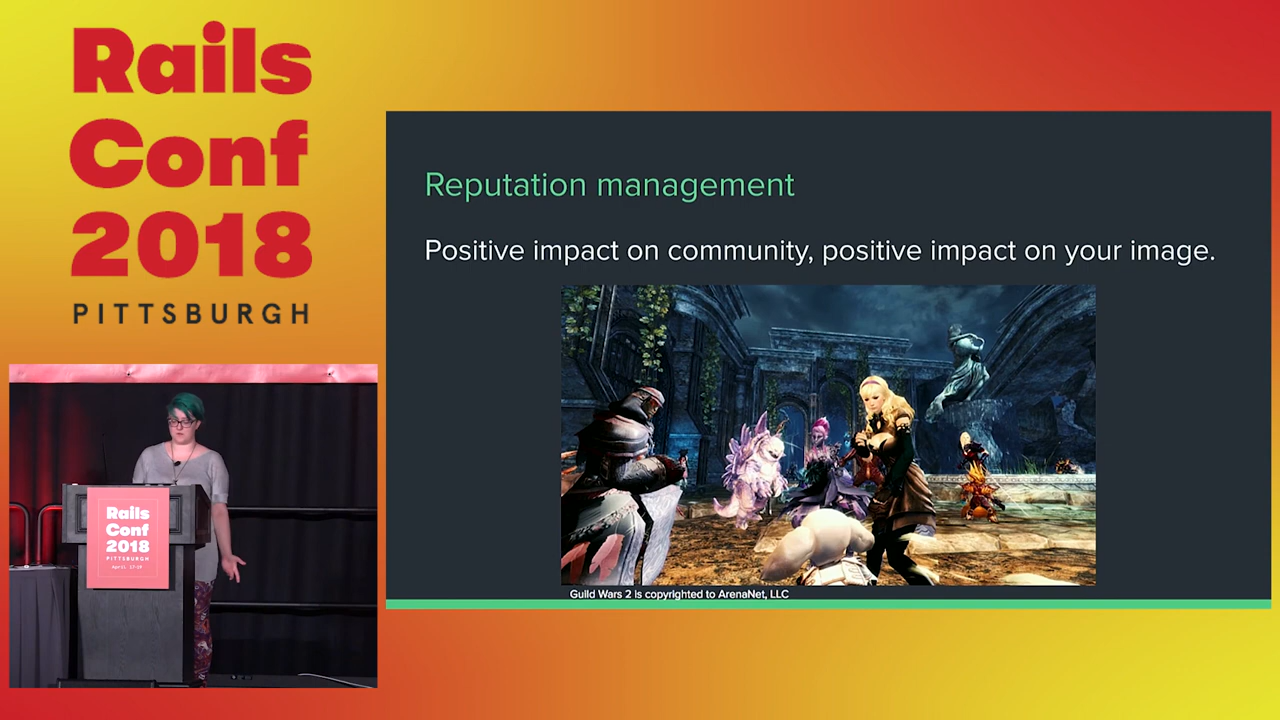 Rails
Conf
2018
PITTSBURGH
Reputation management
Positive impact on community, positive impact on your image.
Guild Wars 2 is copyrighted to ArenaNet, LLC
Rails
Conf
2018
PITTSBURGH